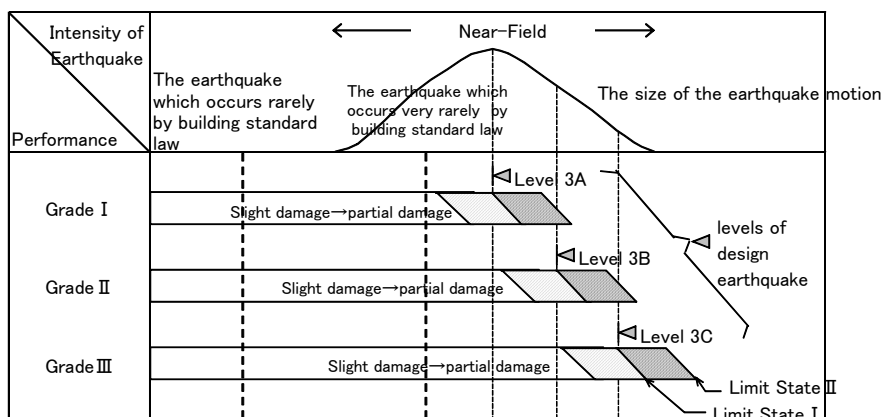 Intensity of
Earthquake
Performance
Near-Field
The earthquake
which occurs rarely
by building standard
law
The earthquake which
occurs very rarely by
building standard law
The size of the earthquake motion
Level 3A
Grade Ⅰ
Slight damage→partial damage
levels of
design
earthquake
Level 3B
Grade Ⅱ
Slight damage→partial damage
Level 3C
Grade Ⅲ
Slight damage→partial damage
Limit State Ⅱ
Limit State Ⅰ